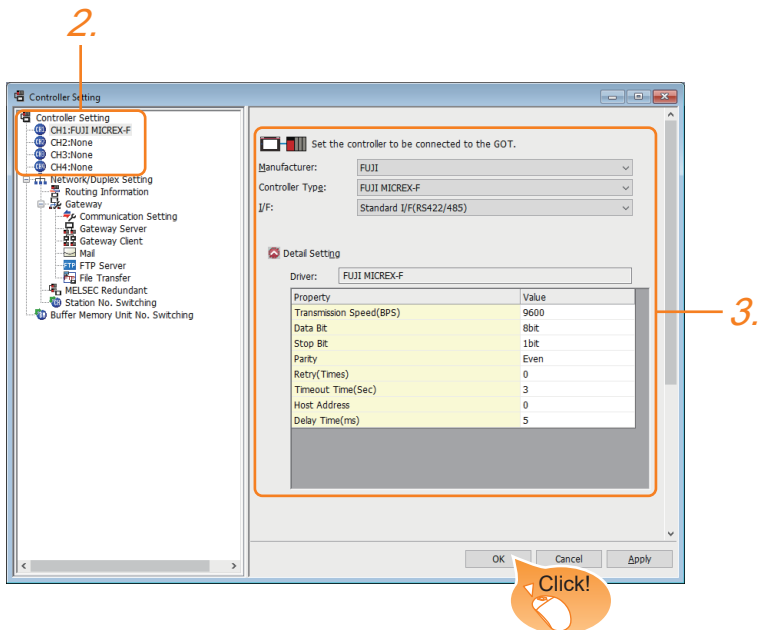 2.
Controller Setting
Controller Setting
CH1:FUJI MICREX-F
CH2:None
CH3:None
CH4:None
Network/Duplex Setting
Routing Information
Gateway
Communication Setting
Gateway Server
Gateway Client
Mail
FTP
FTP Server
File Transfer
MELSEC Redundant
Station No. Switching
Buffer Memory Unit No. Switching
Set the controller to be connected to the GOT.
Manufacturer: FUJI
Controller Type: FUJI MICREX-F
I/F: Standard I/F(RS422/485)
Detail Setting
Driver: FUJI MICREX-F
Property Value
Transmission Speed(BPS) 9600
Data Bit 8bit
Stop Bit 1bit
Parity Even
Retry(Times) 0
Timeout Time(Sec) 3
Host Address 0
Delay Time(ms) 5
3.
OK Cancel Apply
Click!